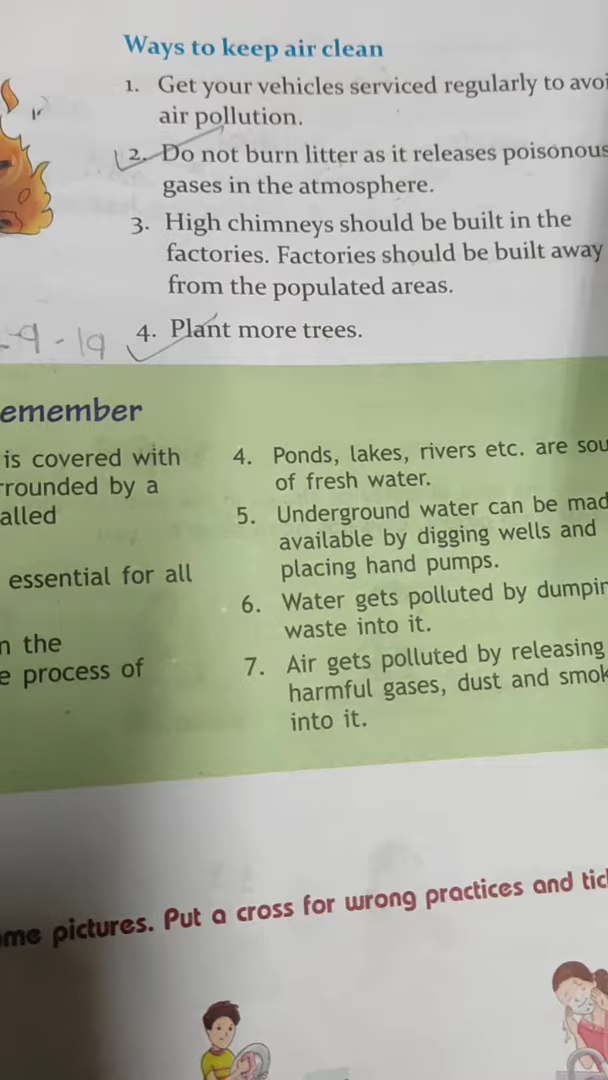 Ways to keep air clean
1. Get your vehicles serviced regularly to avoi
air pollution.
2. Do not burn litter as it releases poisonous
gases in the atmosphere.
3. High chimneys should be built in the
factories. Factories should be built away
from the populated areas.
4. Plant more trees.
-9-19
emember
is covered with
rrounded by a
alled
essential for all
n the
e process of
4. Ponds, lakes, rivers etc. are sou
of fresh water.
5. Underground water can be mad
available by digging wells and
placing hand pumps.
6. Water gets polluted by dumpin
waste into it.
7. Air gets polluted by releasing
harmful gases, dust and smok
into it.
ome pictures. Put a cross for wrong practices and tick